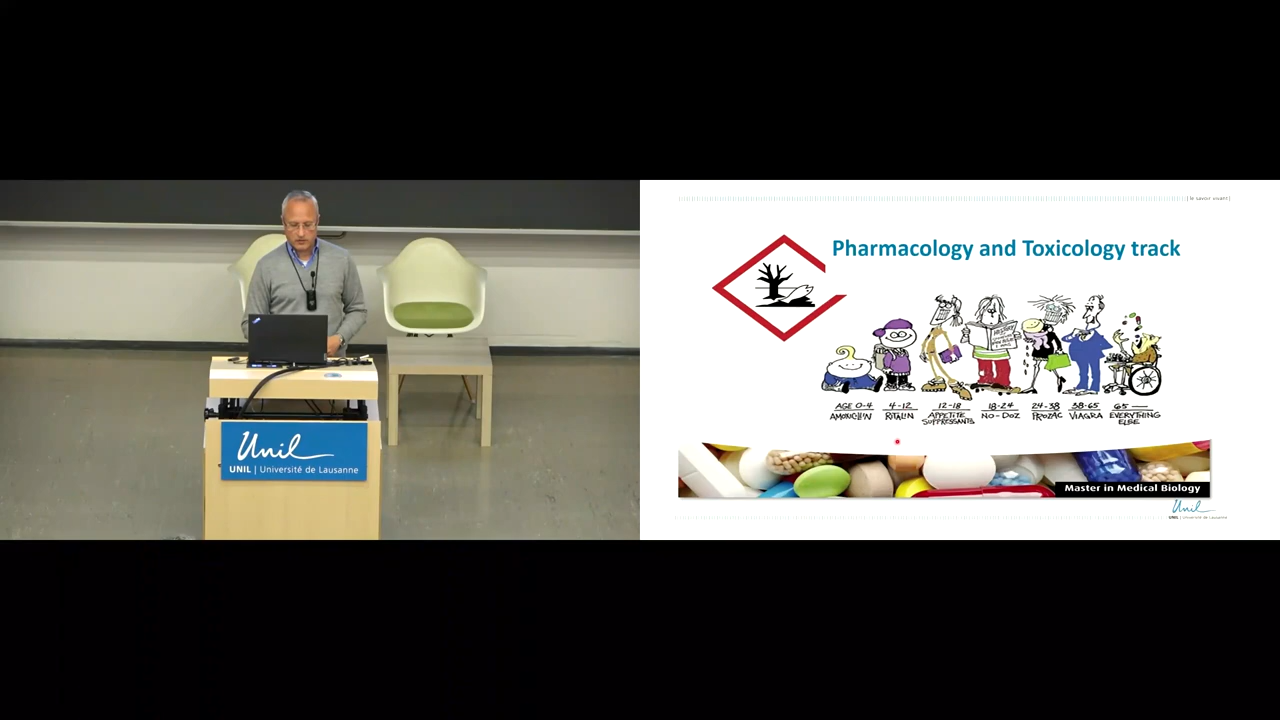 Unil
UNIL | Université de Lausanne
| le savoir vivant |
Pharmacology and Toxicology track
AGE 0-4
AMOXICILLIN
4-12
RITALIN
12-18
APPETITE
SUPPRESSANTS
18-24
NO-DOZ
24-38
PROZAC
38-65
VIAGRA
65 —
EVERYTHING
ELSE
Master in Medical Biology
Unil
UNIL | Université de Lausanne